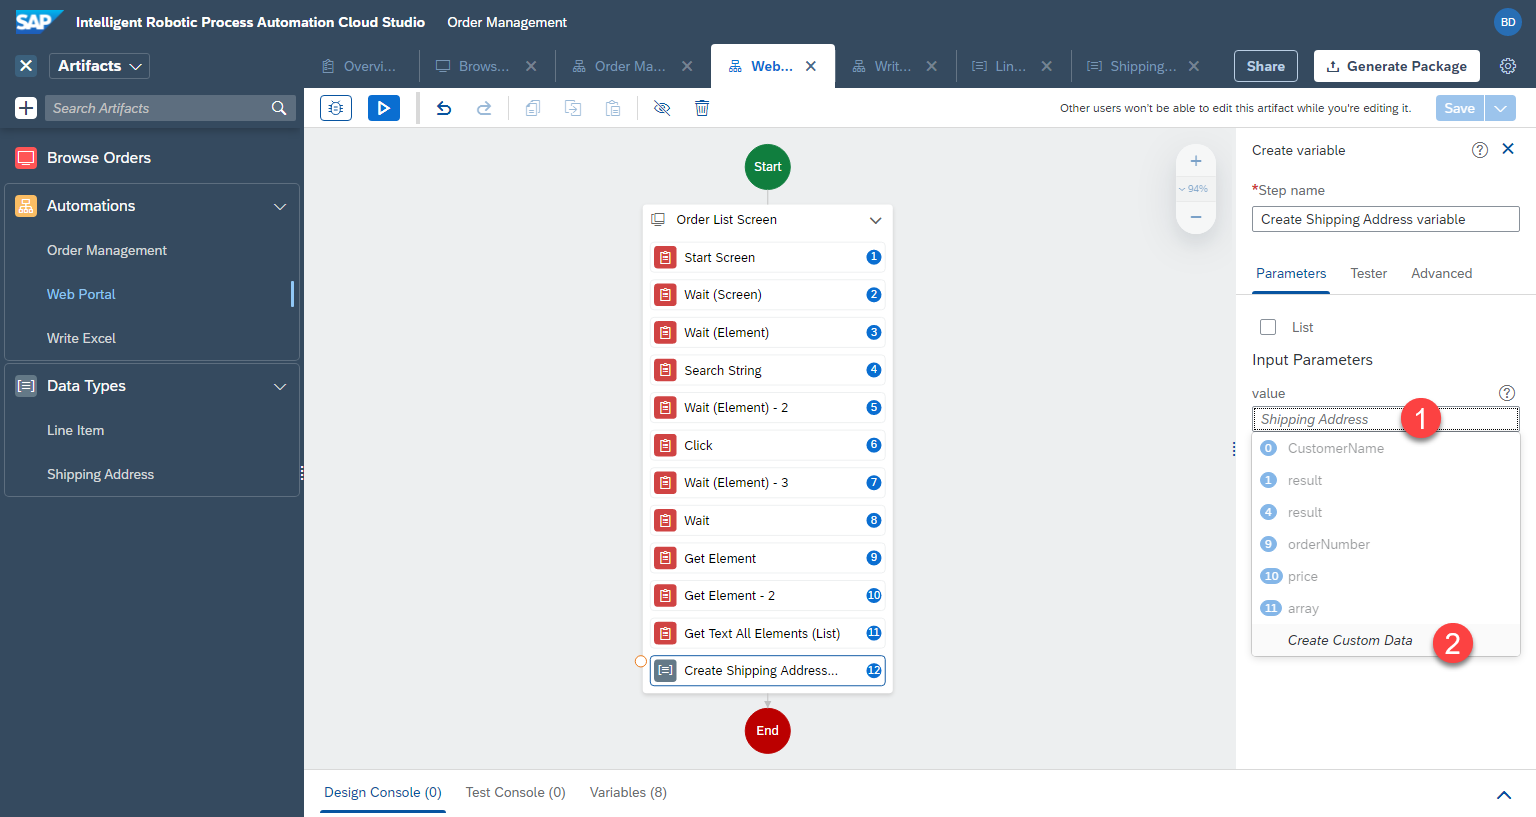 SAP Intelligent Robotic Process Automation Cloud Studio Order Management BD
Artifacts Overvi... Brows... Order Ma... Web... Writ... Lin... Shipping... Share Generate Package
Search Artifacts
Other users won't be able to edit this artifact while you're editing it. Save
Browse Orders
Automations
Order Management
Web Portal
Write Excel
Data Types
Line Item
Shipping Address
Start
Order List Screen
Start Screen 1
Wait (Screen) 2
Wait (Element) 3
Search String 4
Wait (Element) - 2 5
Click 6
Wait (Element) - 3 7
Wait 8
Get Element 9
Get Element - 2 10
Get Text All Elements (List) 11
Create Shipping Address... 12
End
94%
Create variable
*Step name
Create Shipping Address variable
Parameters Tester Advanced
List
Input Parameters
value
Shipping Address 1
0 CustomerName
1 result
4 result
9 orderNumber
10 price
11 array
Create Custom Data 2
Design Console (0) Test Console (0) Variables (8)